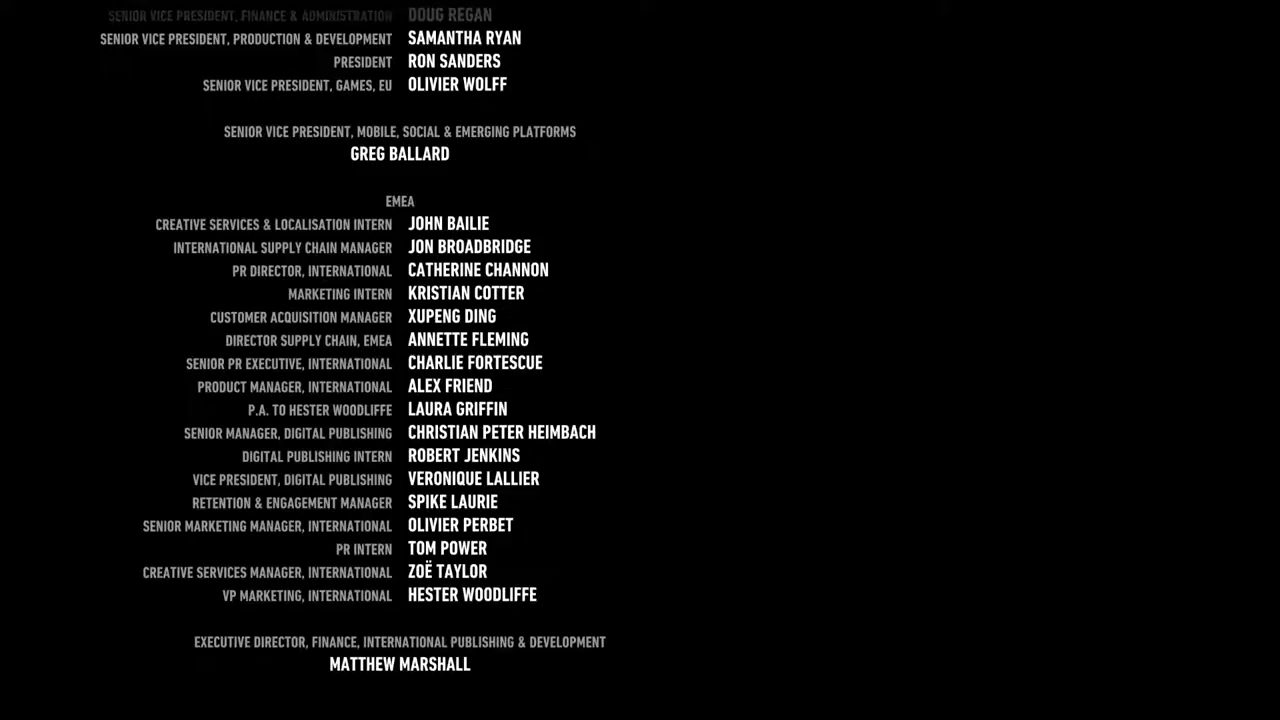 SENIOR VICE PRESIDENT, FINANCE & ADMINISTRATION DOUG REGAN
SENIOR VICE PRESIDENT, PRODUCTION & DEVELOPMENT SAMANTHA RYAN
PRESIDENT RON SANDERS
SENIOR VICE PRESIDENT, GAMES, EU OLIVIER WOLFF
SENIOR VICE PRESIDENT, MOBILE, SOCIAL & EMERGING PLATFORMS
GREG BALLARD
EMEA
CREATIVE SERVICES & LOCALISATION INTERN JOHN BAILIE
INTERNATIONAL SUPPLY CHAIN MANAGER JON BROADBRIDGE
PR DIRECTOR, INTERNATIONAL CATHERINE CHANNON
MARKETING INTERN KRISTIAN COTTER
CUSTOMER ACQUISITION MANAGER XUPENG DING
DIRECTOR SUPPLY CHAIN, EMEA ANNETTE FLEMING
SENIOR PR EXECUTIVE, INTERNATIONAL CHARLIE FORTESCUE
PRODUCT MANAGER, INTERNATIONAL ALEX FRIEND
P.A. TO HESTER WOODLIFFE LAURA GRIFFIN
SENIOR MANAGER, DIGITAL PUBLISHING CHRISTIAN PETER HEIMBACH
DIGITAL PUBLISHING INTERN ROBERT JENKINS
VICE PRESIDENT, DIGITAL PUBLISHING VERONIQUE LALLIER
RETENTION & ENGAGEMENT MANAGER SPIKE LAURIE
SENIOR MARKETING MANAGER, INTERNATIONAL OLIVIER PERBET
PR INTERN TOM POWER
CREATIVE SERVICES MANAGER, INTERNATIONAL ZOË TAYLOR
VP MARKETING, INTERNATIONAL HESTER WOODLIFFE
EXECUTIVE DIRECTOR, FINANCE, INTERNATIONAL PUBLISHING & DEVELOPMENT
MATTHEW MARSHALL